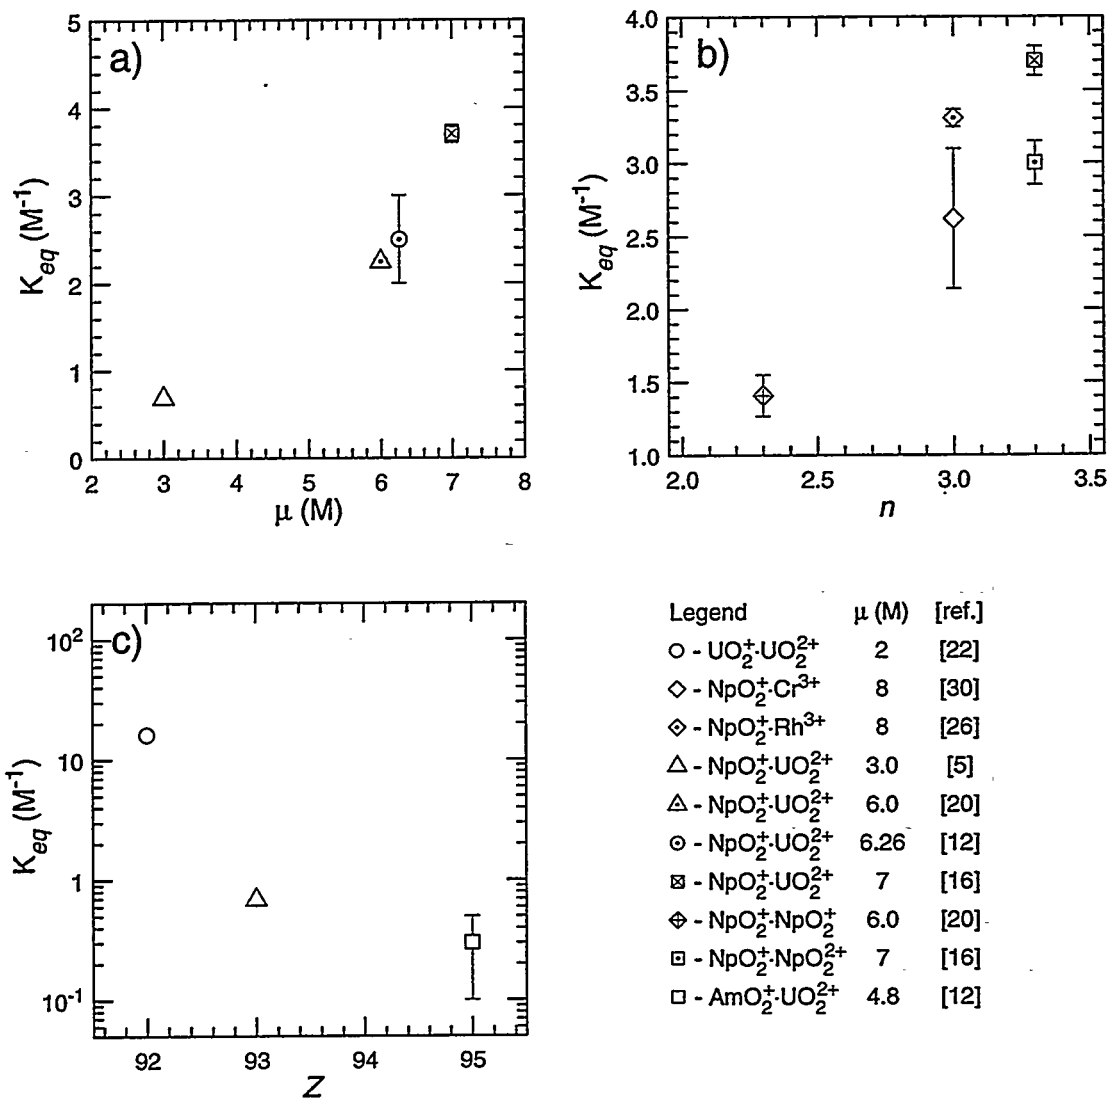 a)
5
4
3
2
1
0
K_eq (M⁻¹)
2 3 4 5 6 7 8
μ (M)
b)
4.0
3.5
3.0
2.5
2.0
1.5
1.0
K_eq (M⁻¹)
2.0 2.5 3.0 3.5
n
c)
10²
10
1
10⁻¹
K_eq (M⁻¹)
92 93 94 95
Z
Legend μ (M) [ref.]
- UO₂⁺·UO₂²⁺ 2 [22]
- NpO₂⁺·Cr³⁺ 8 [30]
- NpO₂⁺·Rh³⁺ 8 [26]
- NpO₂⁺·UO₂²⁺ 3.0 [5]
- NpO₂⁺·UO₂²⁺ 6.0 [20]
- NpO₂⁺·UO₂²⁺ 6.26 [12]
- NpO₂⁺·UO₂²⁺ 7 [16]
- NpO₂⁺·NpO₂⁺ 6.0 [20]
- NpO₂⁺·NpO₂²⁺ 7 [16]
- AmO₂⁺·UO₂²⁺ 4.8 [12]